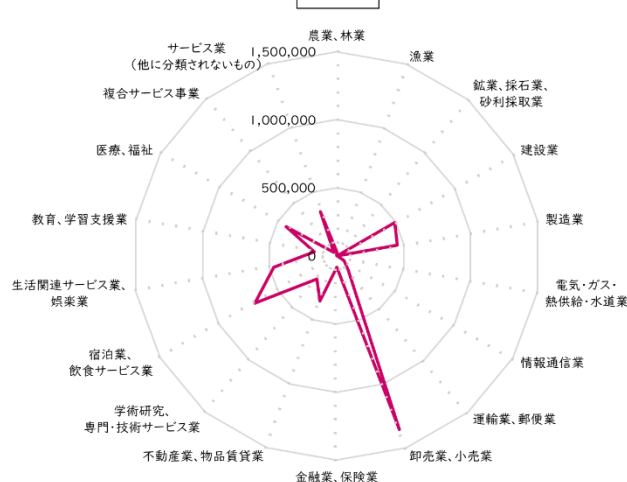 農業、林業
漁業
鉱業、採石業、
砂利採取業
建設業
製造業
電気・ガス・
熱供給・水道業
情報通信業
運輸業、郵便業
卸売業、小売業
金融業、保険業
不動産業、物品賃貸業
学術研究、
専門・技術サービス業
宿泊業、
飲食サービス業
生活関連サービス業、
娯楽業
教育、学習支援業
医療、福祉
複合サービス事業
サービス業
（他に分類されないもの）
1,500,000
1,000,000
500,000
0